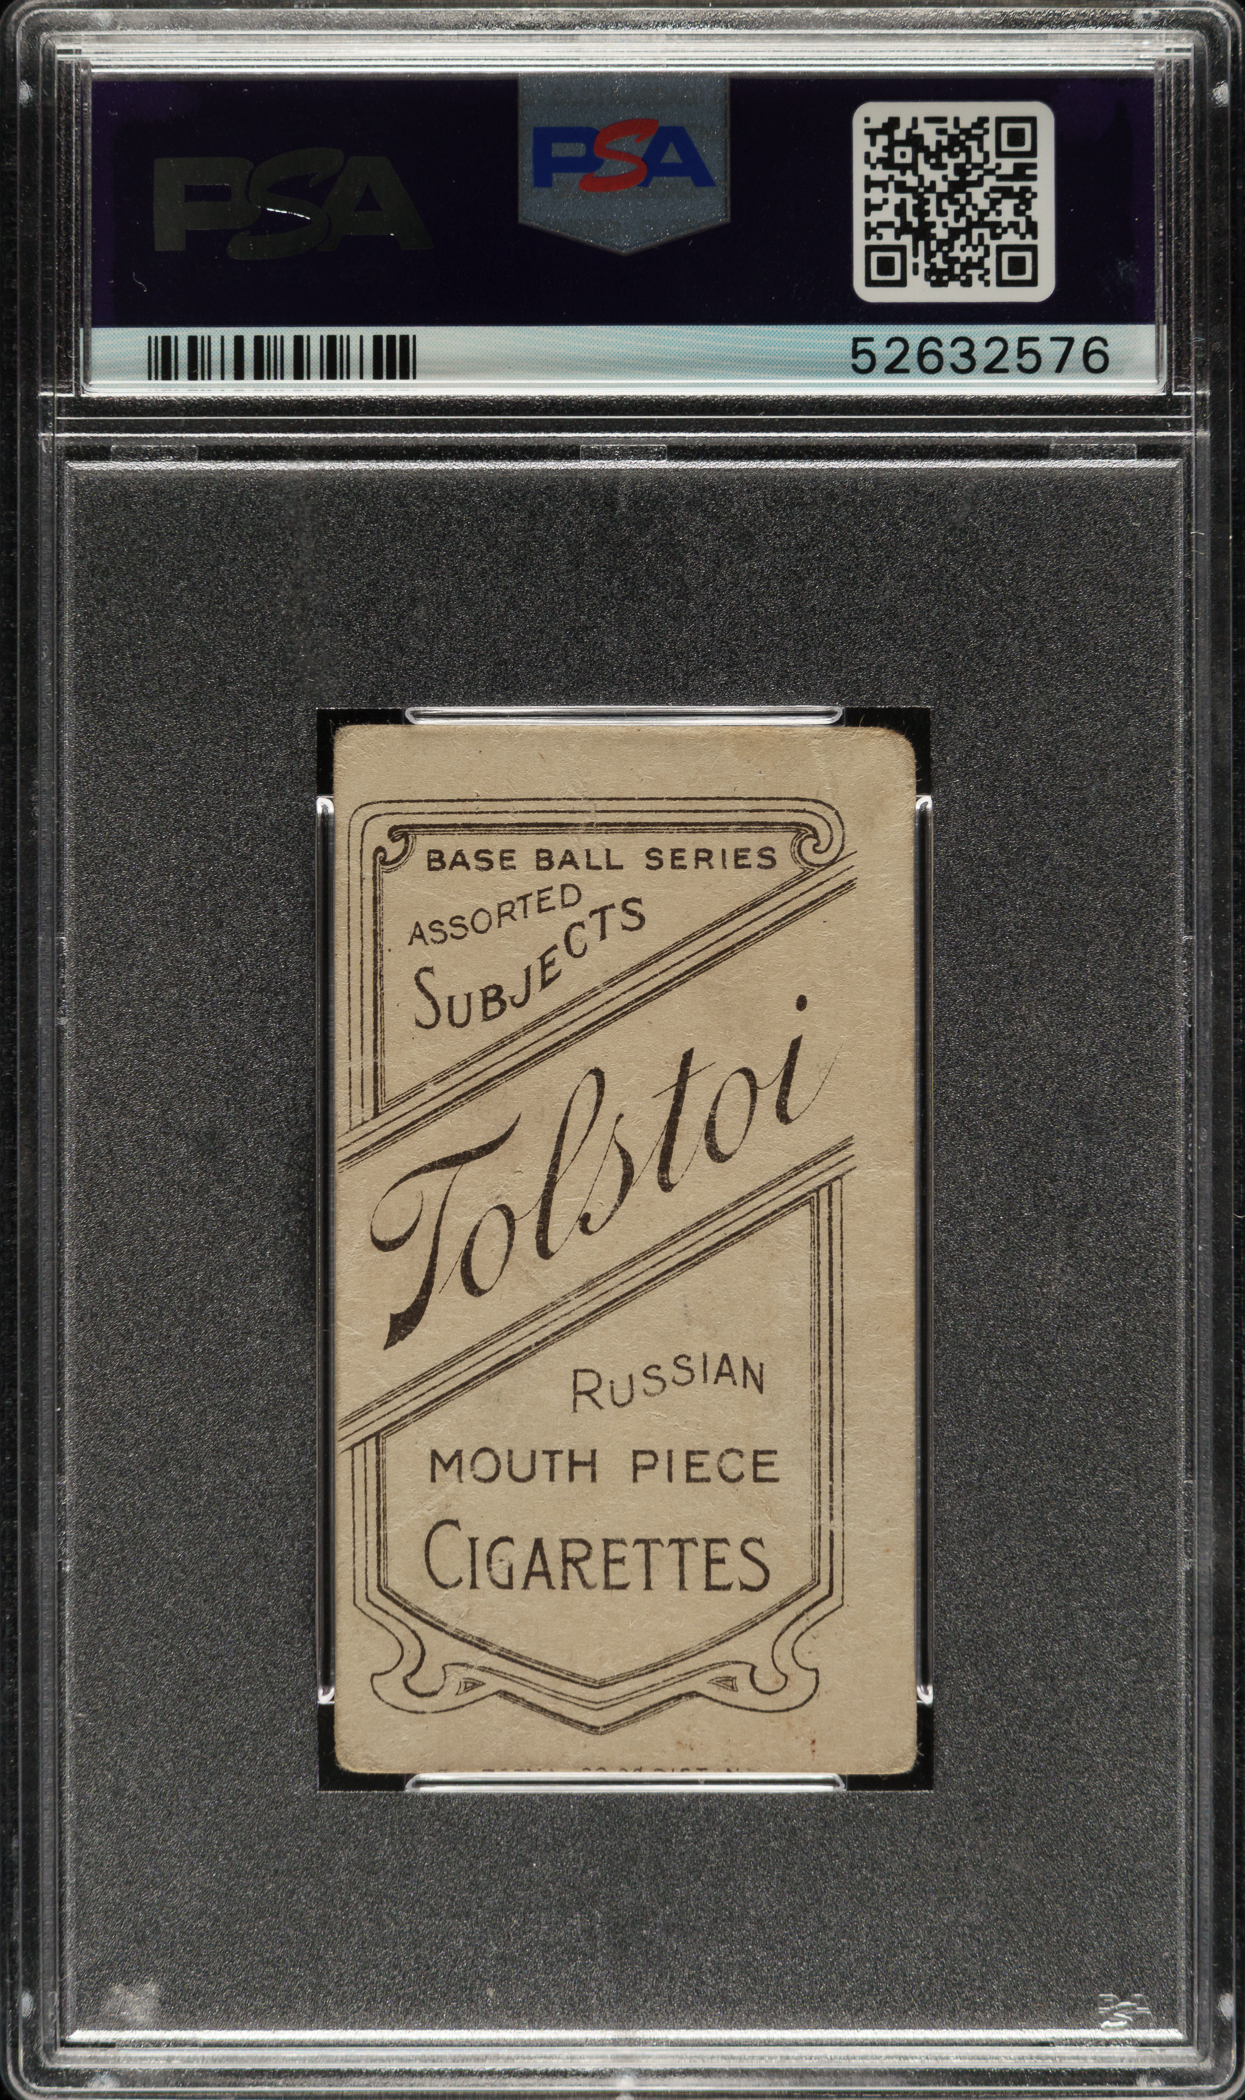 PSA
PSA
52632576
BASE BALL SERIES
ASSORTED
SUBJECTS
Tolstoi
RUSSIAN
MOUTH PIECE
CIGARETTES